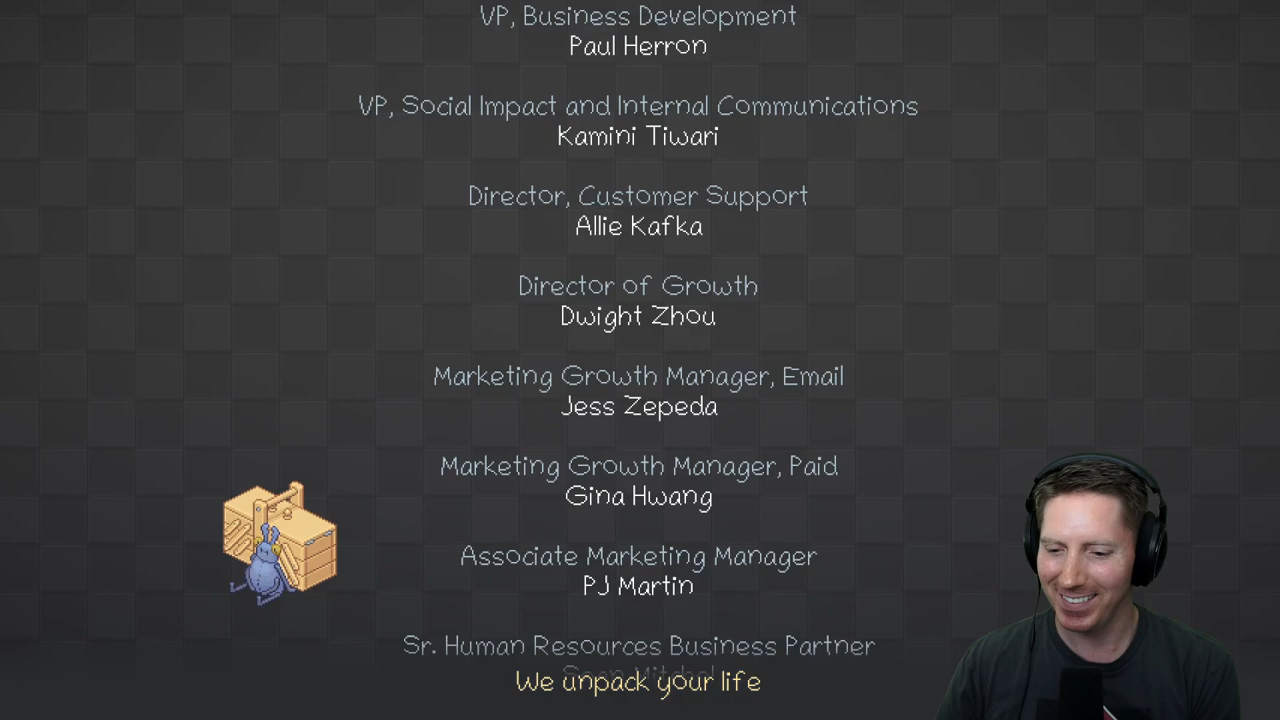 VP, Business Development
Paul Herron
VP, Social Impact and Internal Communications
Kamini Tiwari
Director, Customer Support
Allie Kafka
Director of Growth
Dwight Zhou
Marketing Growth Manager, Email
Jess Zepeda
Marketing Growth Manager, Paid
Gina Hwang
Associate Marketing Manager
PJ Martin
Sr. Human Resources Business Partner
We unpack your life